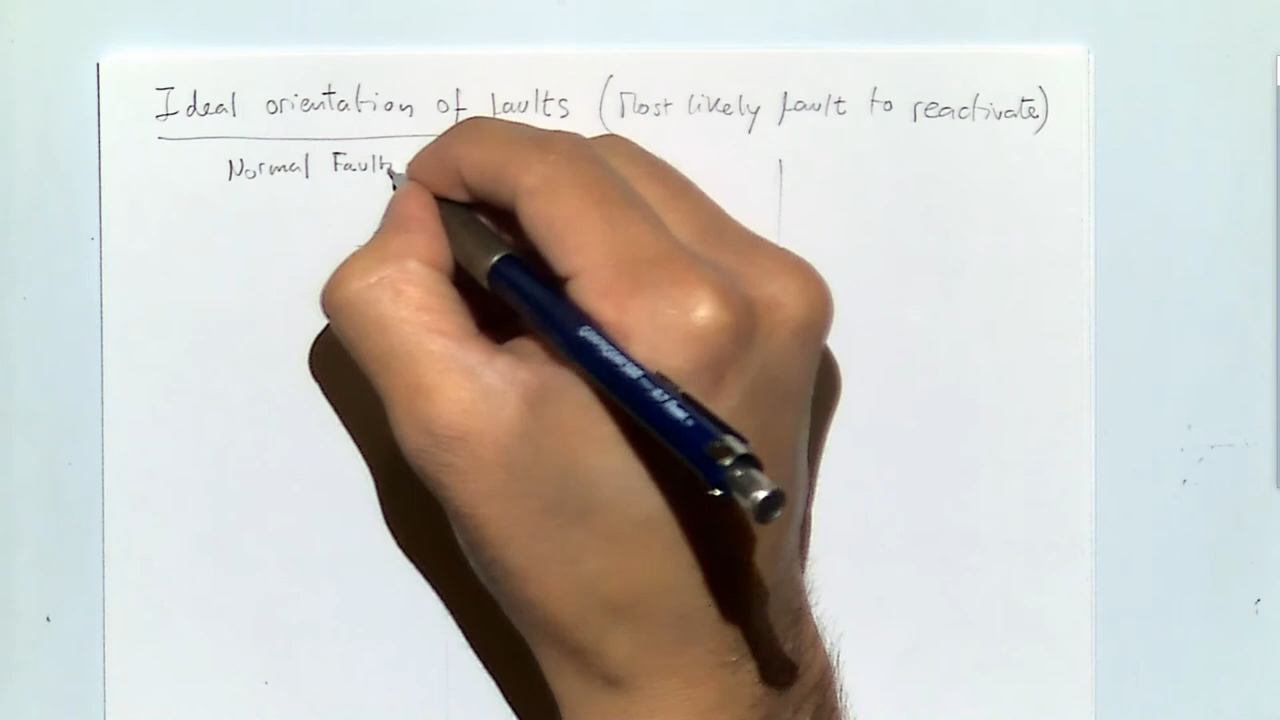 Ideal orientation of faults (Most likely fault to reactivate)
Normal Fault